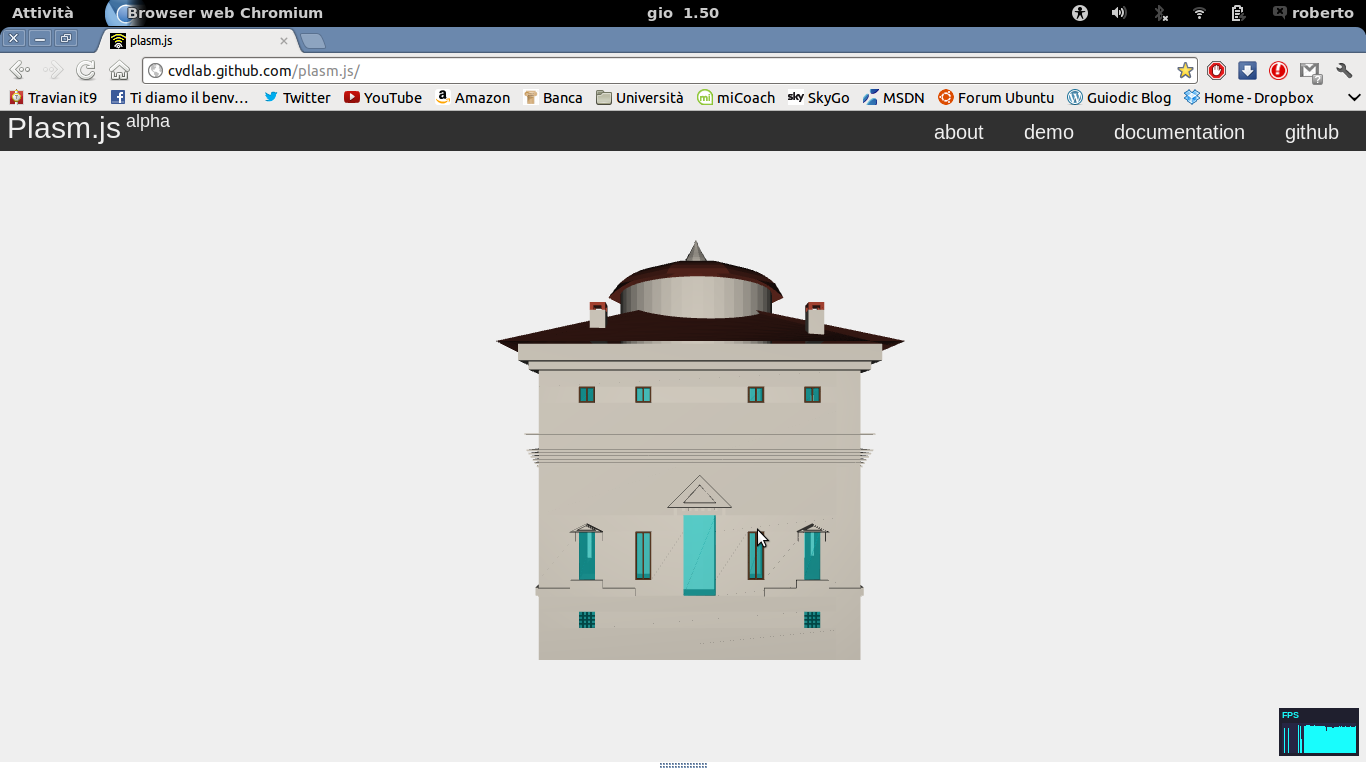 Attività Browser web Chromium gio 1.50 roberto
plasm.js
cvdlab.github.com/plasm.js/
Travian it9 Ti diamo il benv... Twitter YouTube Amazon Banca Università mi miCoach sky SkyGo MSDN Forum Ubuntu Guiodic Blog Home - Dropbox
Plasm.js alpha about demo documentation github
FPS